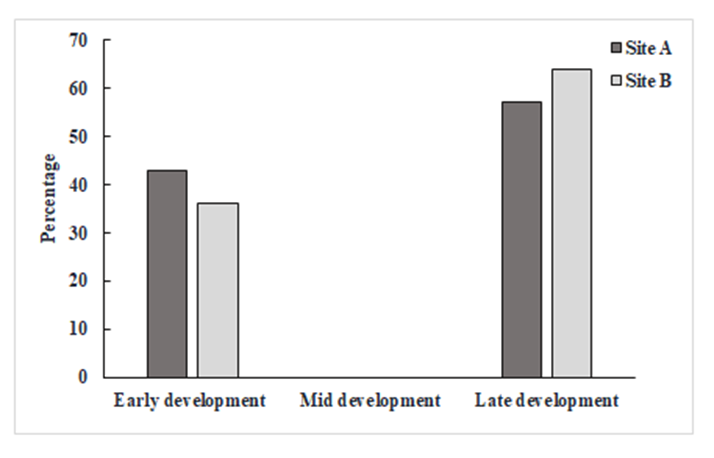 70
Site A
Site B
60
50
40
30
20
10
0
Percentage
Early development
Mid development
Late development